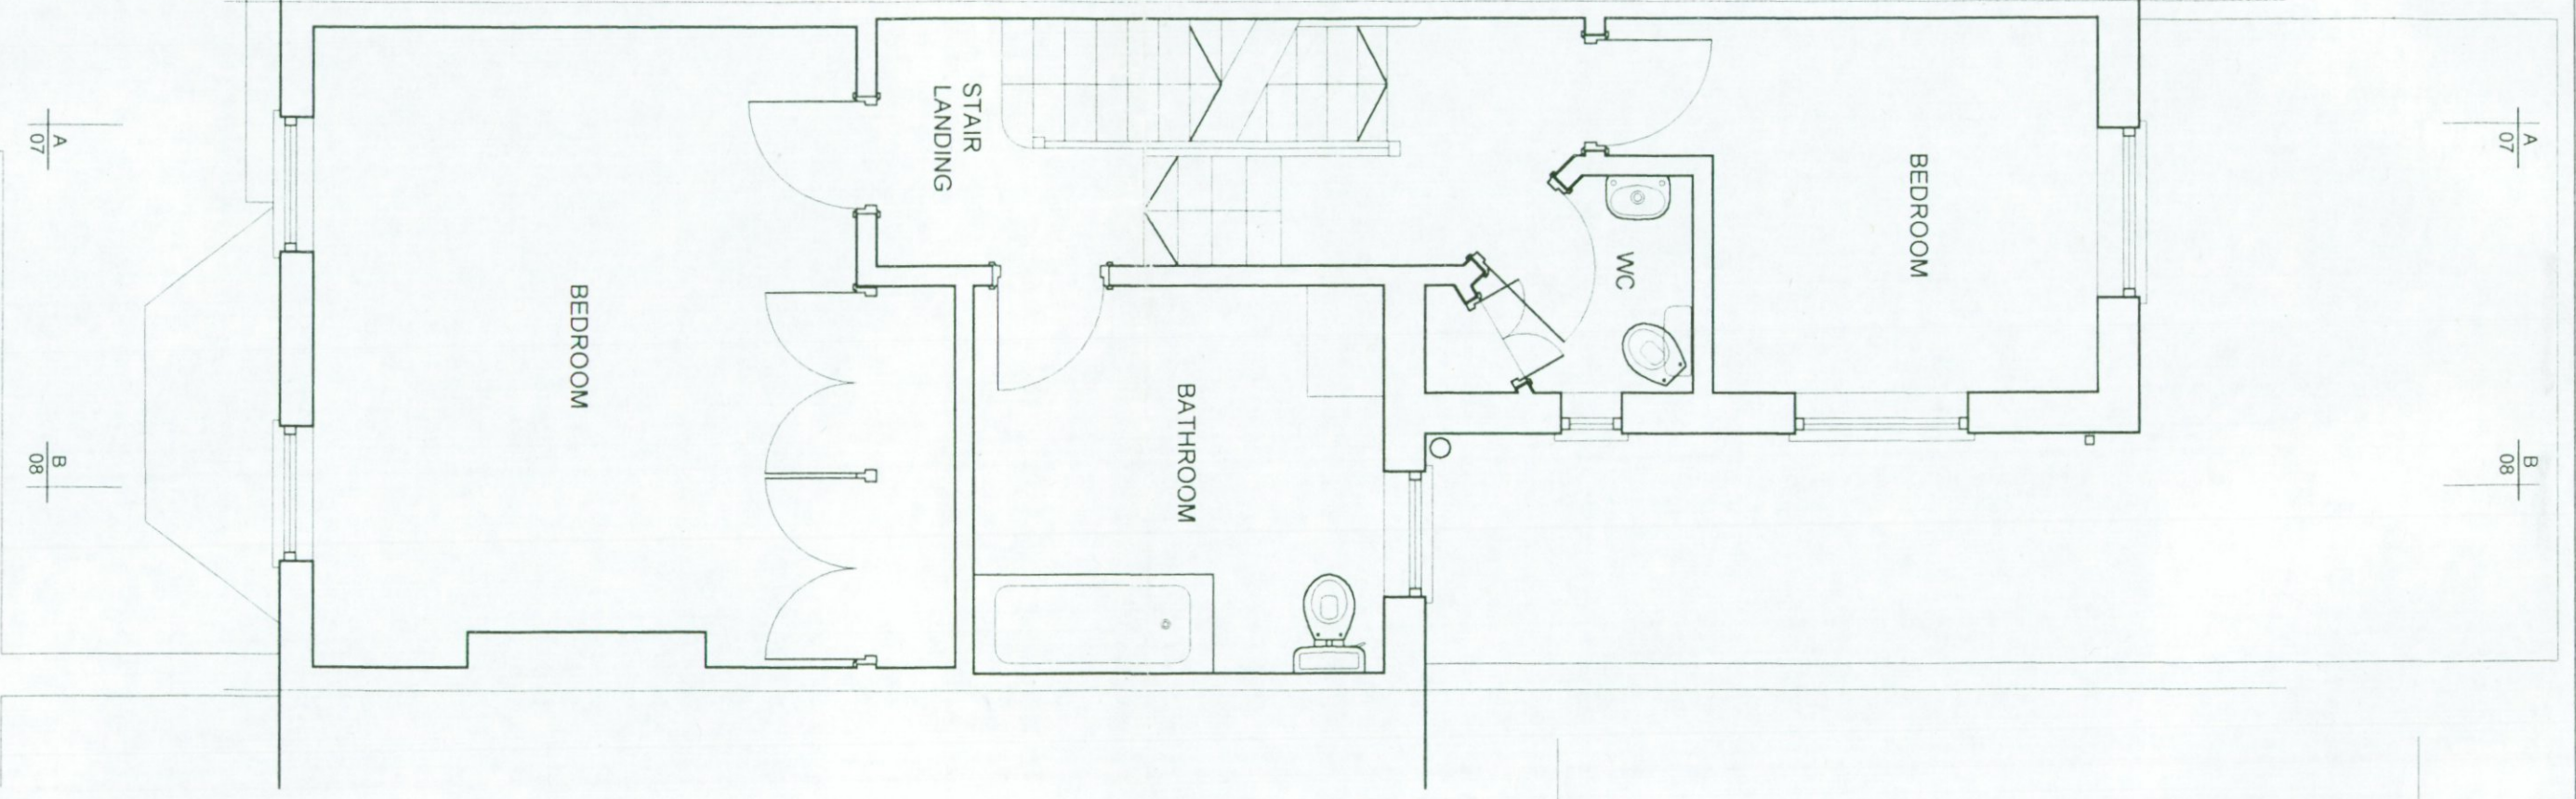 A
07
B
08
BEDROOM
STAIR
LANDING
BATHROOM
WC
BEDROOM
A
07
B
08